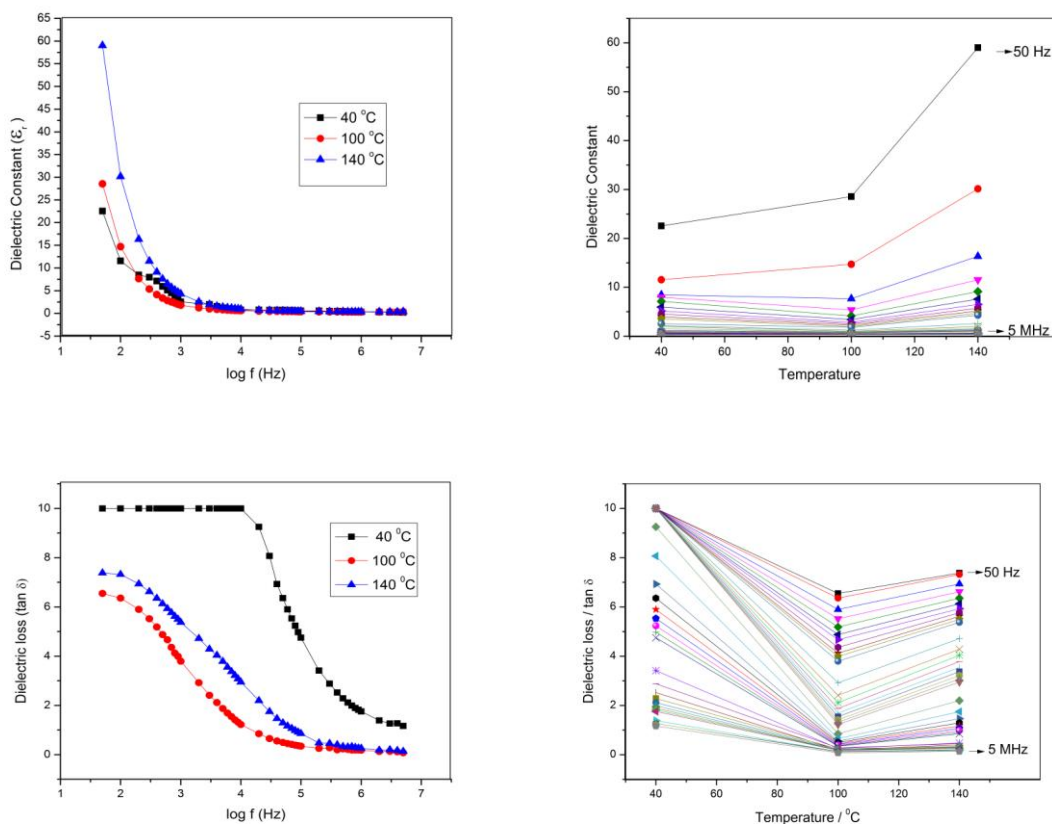 Dielectric Constant (ε_r)
65
60
55
50
45
40
35
30
25
20
15
10
5
0
-5
1 2 3 4 5 6 7
log f (Hz)
40 °C
100 °C
140 °C
Dielectric Constant
60
50
40
30
20
10
0
40 60 80 100 120 140
Temperature
50 Hz
5 MHz
Dielectric loss (tan δ)
10
8
6
4
2
0
1 2 3 4 5 6 7
log f (Hz)
40 °C
100 °C
140 °C
Dielectric loss / tan δ
10
8
6
4
2
0
40 60 80 100 120 140
Temperature / °C
50 Hz
5 MHz